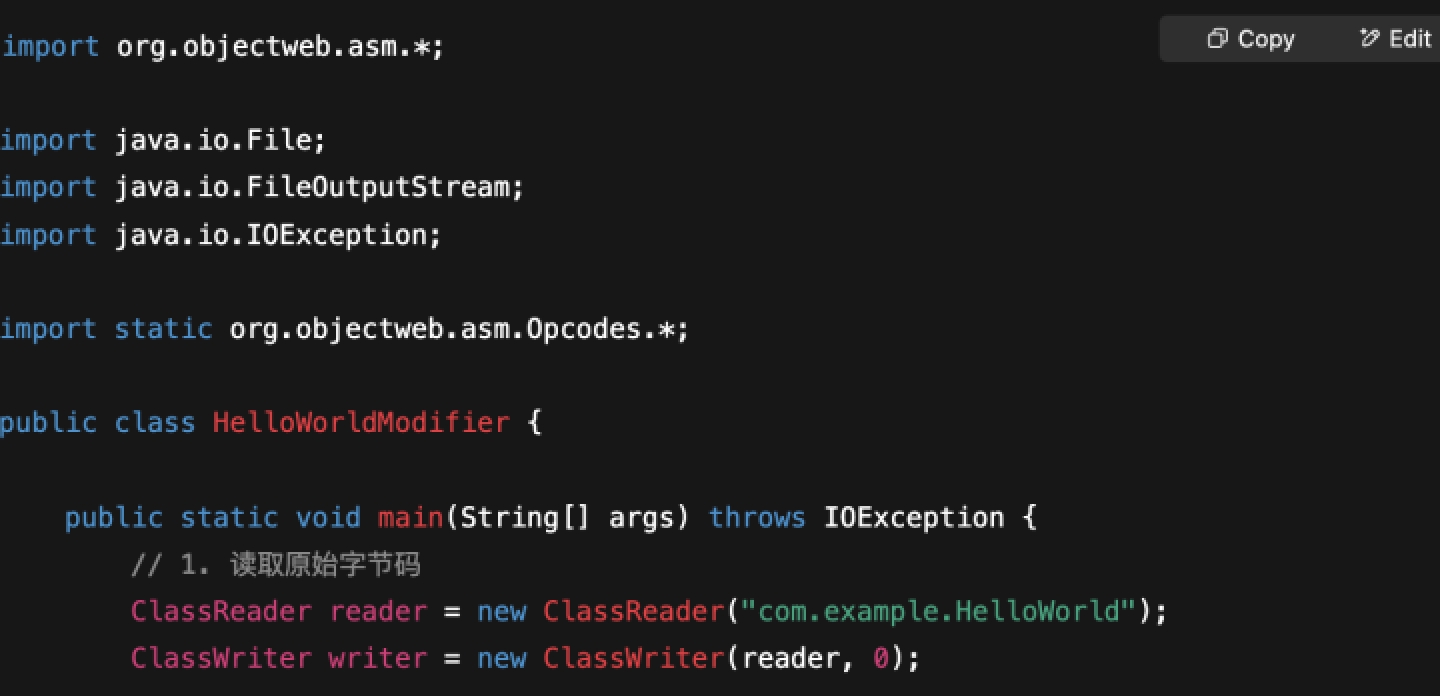 import org.objectweb.asm.*;
Copy
Edit
import java.io.File;
import java.io.FileOutputStream;
import java.io.IOException;
import static org.objectweb.asm.Opcodes.*;
public class HelloWorldModifier {
public static void main(String[] args) throws IOException {
// 1. 读取原始字节码
ClassReader reader = new ClassReader("com.example.HelloWorld");
ClassWriter writer = new ClassWriter(reader, 0);